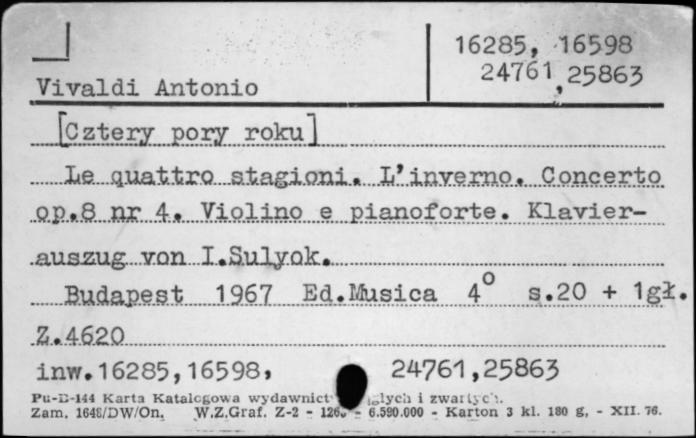 16285, 16598
24761, 25863
Vivaldi Antonio
[Cztery pory roku]
Le quattro stagioni. L'inverno. Concerto
op.8 nr 4. Violino e pianoforte. Klavier-
auszug von I.Sulyok.
Budapest 1967 Ed.Musica 4° s.20 + 1gł.
Z.4620
inw.16285,16598, 24761,25863
Pu-B-144 Karta Katalogowa wydawnict i zwartych.
Zam. 1648/DW/On. W.Z.Graf. Z-2 - 6.590.000 - Karton 3 kl. 180 g, - XII. 76.